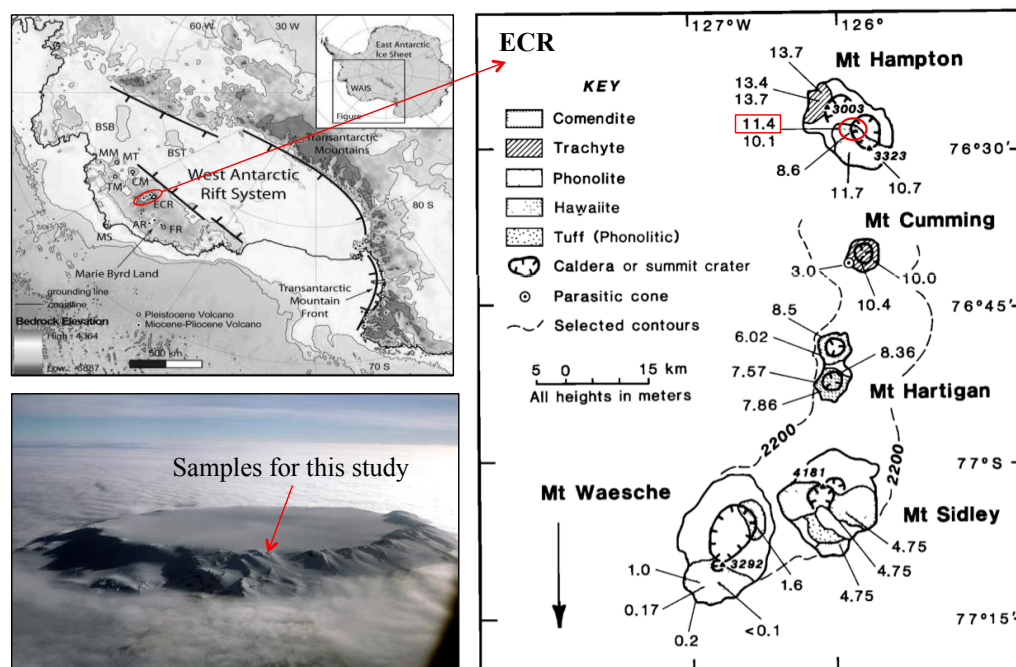 60 W
30 W
East Antarctic
Ice Sheet
WAIS
Figure
Transantarctic
Mountains
BSB
BST
MM
MT
TM
CM
West Antarctic
Rift System
ECR
80 S
AR
FR
MS
Marie Byrd Land
grounding line
coastline
Transantarctic
Mountain
Front
Bedrock Elevation
Pleistocene Volcano
Miocene-Pliocene Volcano
High : 4364
Low : -6887
500 km
70 S
Samples for this study
ECR
127°W
126°
KEY
Comendite
Trachyte
Phonolite
Hawaiite
Tuff (Phonolitic)
Caldera or summit crater
Parasitic cone
Selected contours
5 0 15 km
All heights in meters
Mt Hampton
13.7
13.4
13.7
3003
11.4
10.1
8.6
3323
11.7
10.7
76°30'
Mt Cumming
3.0
10.0
10.4
76°45'
8.5
6.02
8.36
7.57
7.86
Mt Hartigan
2200
2200
77°S
Mt Waesche
4181
Mt Sidley
3292
4.75
4.75
4.75
1.0
1.6
0.17
0.2
<0.1
77°15'